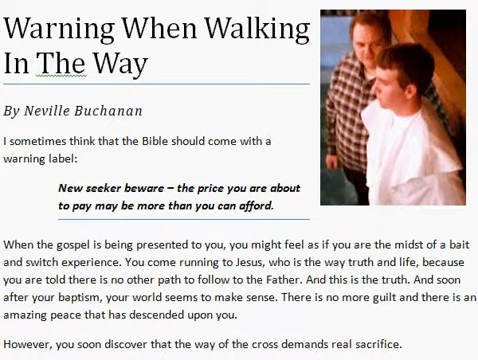 Warning When Walking
In The Way
By Neville Buchanan
I sometimes think that the Bible should come with a
warning label:
New seeker beware – the price you are about
to pay may be more than you can afford.
When the gospel is being presented to you, you might feel as if you are the midst of a bait
and switch experience. You come running to Jesus, who is the way truth and life, because
you are told there is no other path to follow to the Father. And this is the truth. And soon
after your baptism, your world seems to make sense. There is no more guilt and there is an
amazing peace that has descended upon you.
However, you soon discover that the way of the cross demands real sacrifice.